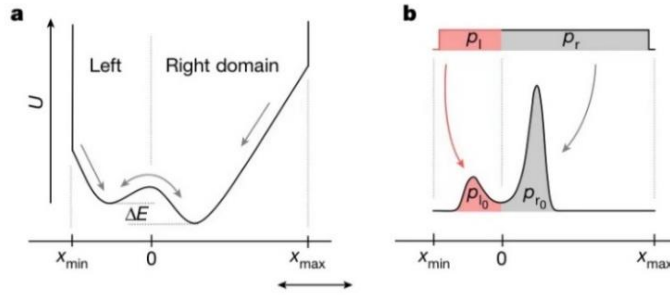 a
b
Left
Right domain
U
ΔE
x_min
0
x_max
p_l
p_r
p_l₀
p_r₀
x_min
0
x_max